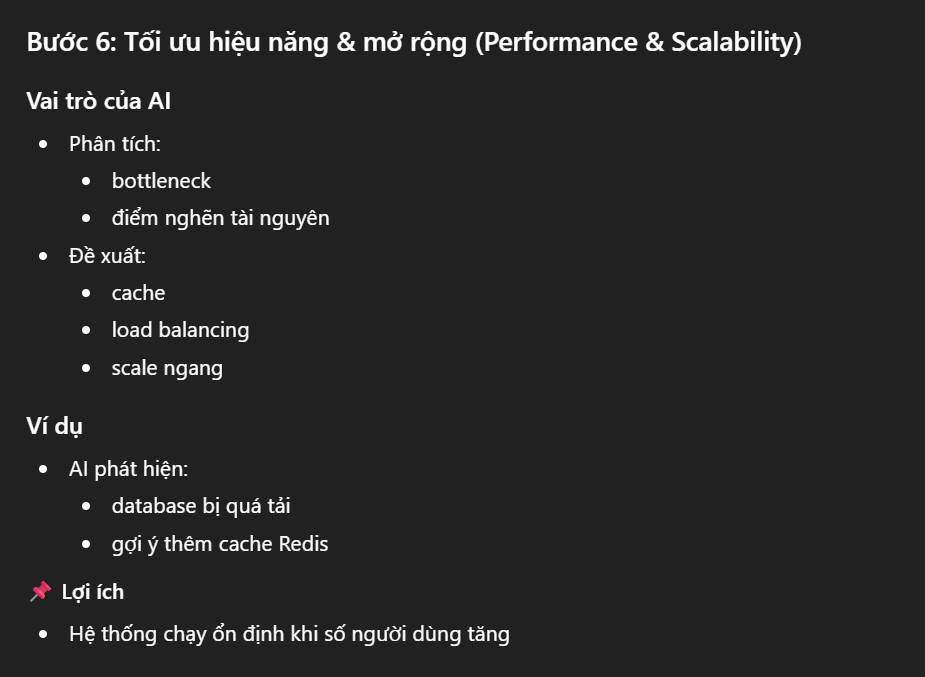 Bước 6: Tối ưu hiệu năng & mở rộng (Performance & Scalability)
Vai trò của AI
Phân tích:
bottleneck
điểm nghẽn tài nguyên
Đề xuất:
cache
load balancing
scale ngang
Ví dụ
AI phát hiện:
database bị quá tải
gợi ý thêm cache Redis
📌 Lợi ích
Hệ thống chạy ổn định khi số người dùng tăng